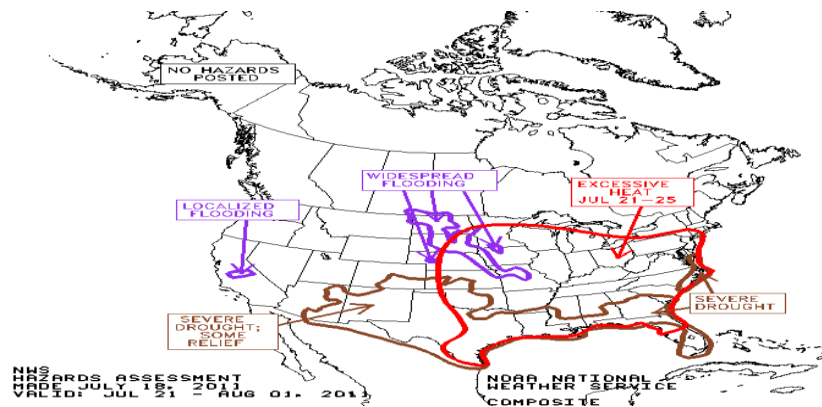 NO HAZARDS
POSTED
WIDESPREAD
FLOODING
EXCESSIVE
HEAT
JUL 21-25
LOCALIZED
FLOODING
SEVERE
DROUGHT
SEVERE
DROUGHT;
SOME
RELIEF
NWS
HAZARDS ASSESSMENT
MADE JULY 18, 2011
VALID: JUL 21 - AUG 01, 2011
NOAA NATIONAL
WEATHER SERVICE
COMPOSITE